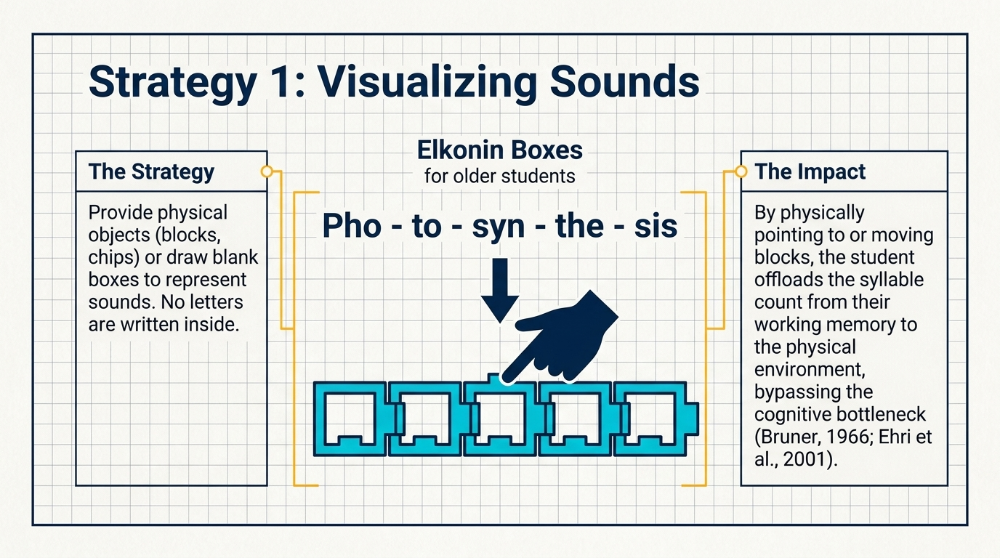 Strategy 1: Visualizing Sounds
The Strategy
Provide physical
objects (blocks,
chips) or draw blank
boxes to represent
sounds. No letters
are written inside.
Elkonin Boxes
for older students
Pho - to - syn - the - sis
The Impact
By physically
pointing to or moving
blocks, the student
offloads the syllable
count from their
working memory to
the physical
environment,
bypassing the
cognitive bottleneck
(Bruner, 1966; Ehri et
al., 2001).